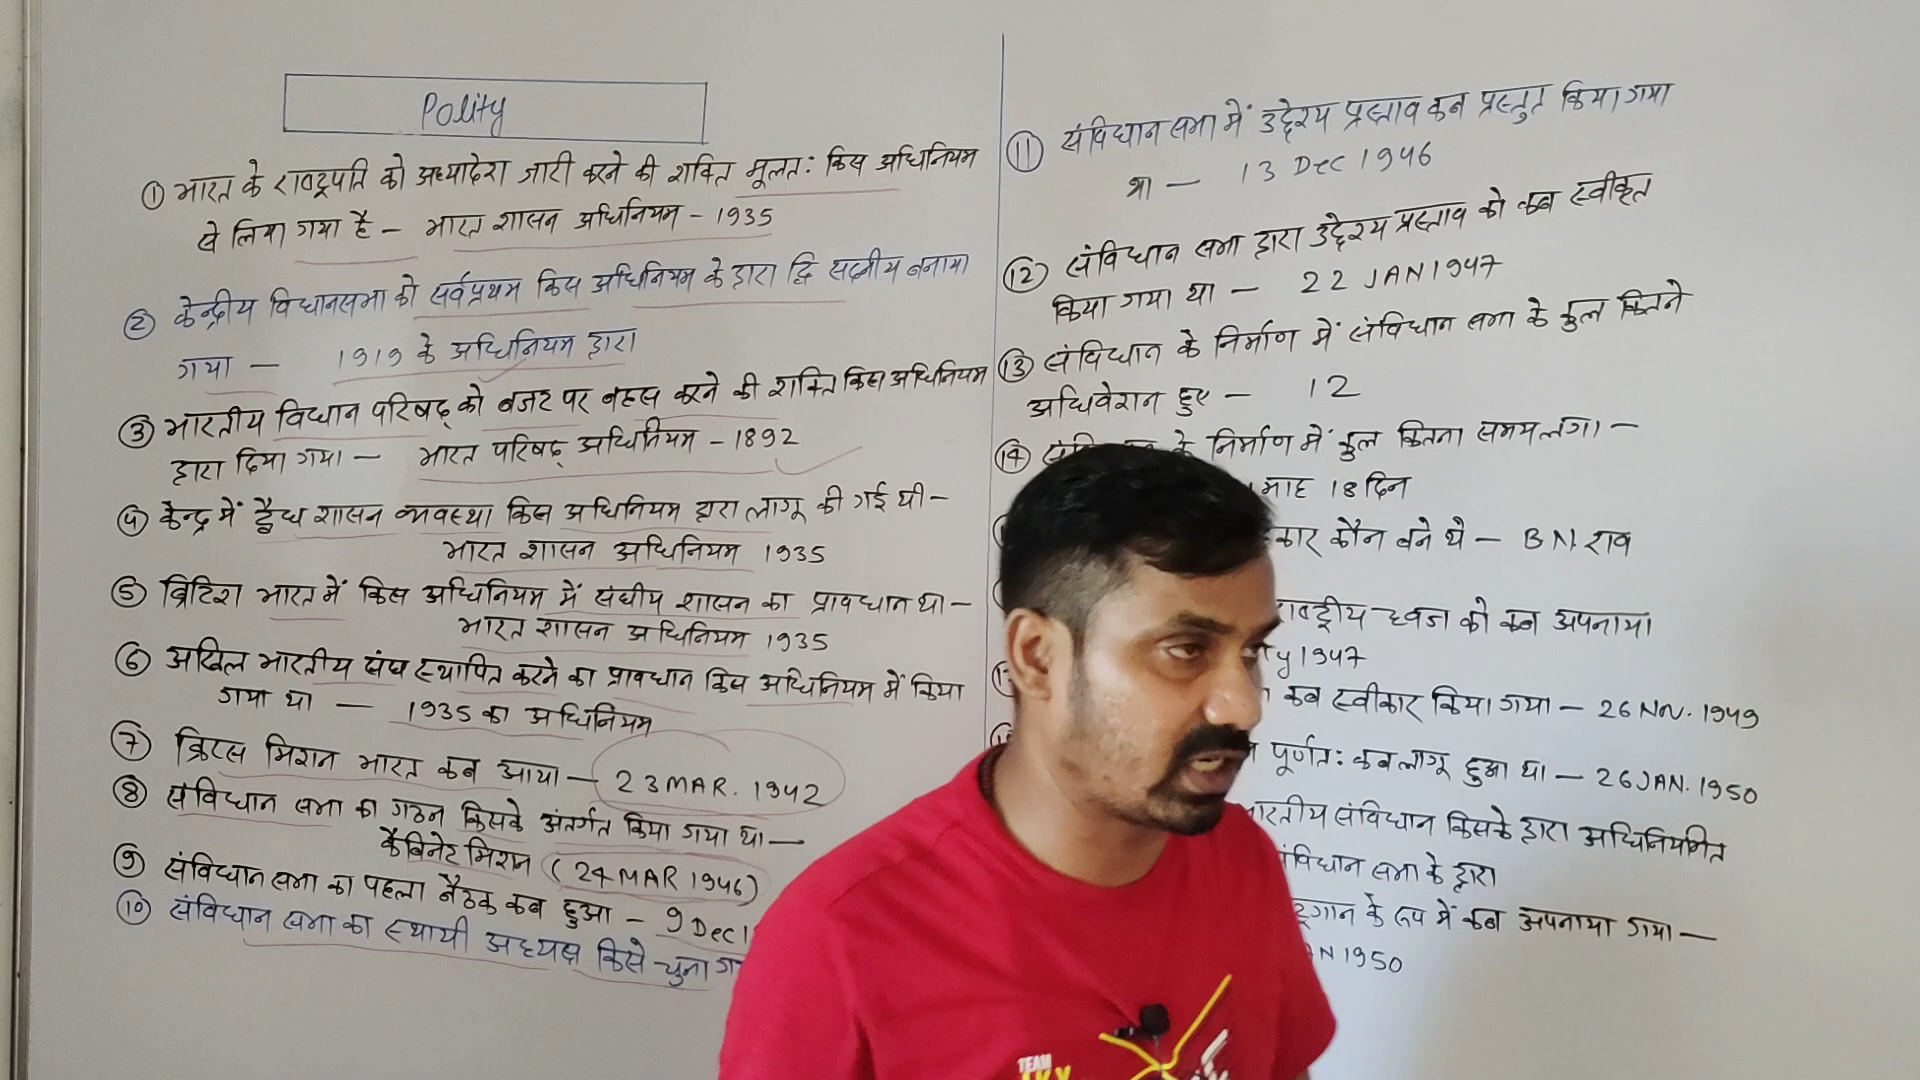 Polity
① भारत के राष्ट्रपति को अध्यादेश जारी करने की शक्ति मूलत: किस अधिनियम
से लिया गया है – भारत शासन अधिनियम - 1935
② केन्द्रीय विधानसभा को सर्वप्रथम किस अधिनियम के द्वारा द्वि सदनीय बनाया
गया — 1919 के अधिनियम द्वारा
③ भारतीय विधान परिषद् को बजट पर बहस करने की शक्ति किस अधिनियम
द्वारा दिया गया — भारत परिषद् अधिनियम - 1892
④ केन्द्र में द्वैध शासन व्यवस्था किस अधिनियम द्वारा लागू की गई थी –
भारत शासन अधिनियम 1935
⑤ ब्रिटिश भारत में किस अधिनियम में संघीय शासन का प्रावधान था –
भारत शासन अधिनियम 1935
⑥ अखिल भारतीय संघ स्थापित करने का प्रावधान किस अधिनियम में किया
गया था — 1935 का अधिनियम
⑦ क्रिप्स मिशन भारत कब आया – 23 MAR. 1942
⑧ संविधान सभा का गठन किसके अंतर्गत किया गया था —
कैबिनेट मिशन (24 MAR 1946)
⑨ संविधान सभा का पहला बैठक कब हुआ – 9 Dec 1
⑩ संविधान सभा का स्थायी अध्यक्ष किसे चुना ग
⑪ संविधान सभा में उद्देश्य प्रस्ताव कब प्रस्तुत किया गया
था — 13 Dec 1946
⑫ संविधान सभा द्वारा उद्देश्य प्रस्ताव को कब स्वीकृत
किया गया था — 22 JAN 1947
⑬ संविधान के निर्माण में संविधान सभा के कुल कितने
अधिवेशन हुए – 12
⑭ के निर्माण में कुल कितना समय लगा –
माह 18 दिन
कार कौन बने थे – B.N. राव
राष्ट्रीय ध्वज को कब अपनाया
y 1947
कब स्वीकार किया गया – 26 Nov. 1949
पूर्णत: कब लागू हुआ था – 26 JAN. 1950
भारतीय संविधान किसके द्वारा अधिनियमित
संविधान सभा के द्वारा
गान के रूप में कब अपनाया गया —
N 1950
TEAM